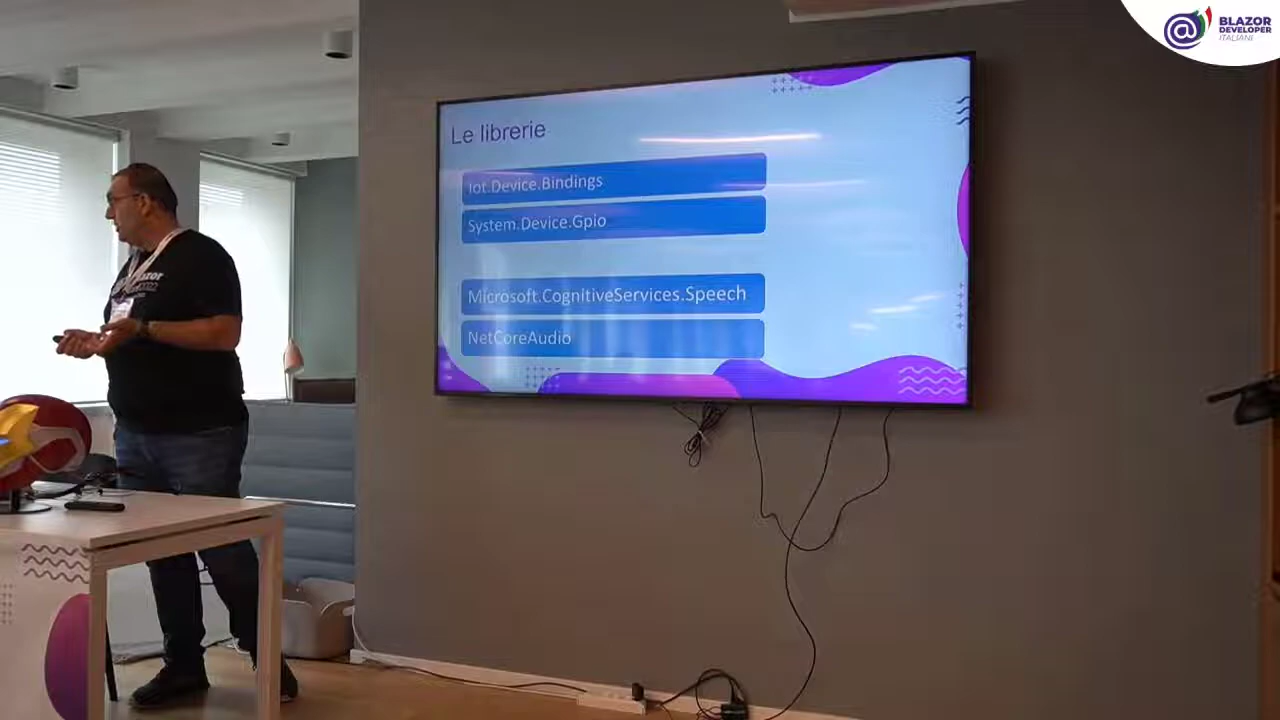 BLAZOR
DEVELOPER
ITALIANI
Le librerie
Iot.Device.Bindings
System.Device.Gpio
Microsoft.CognitiveServices.Speech
NetCoreAudio